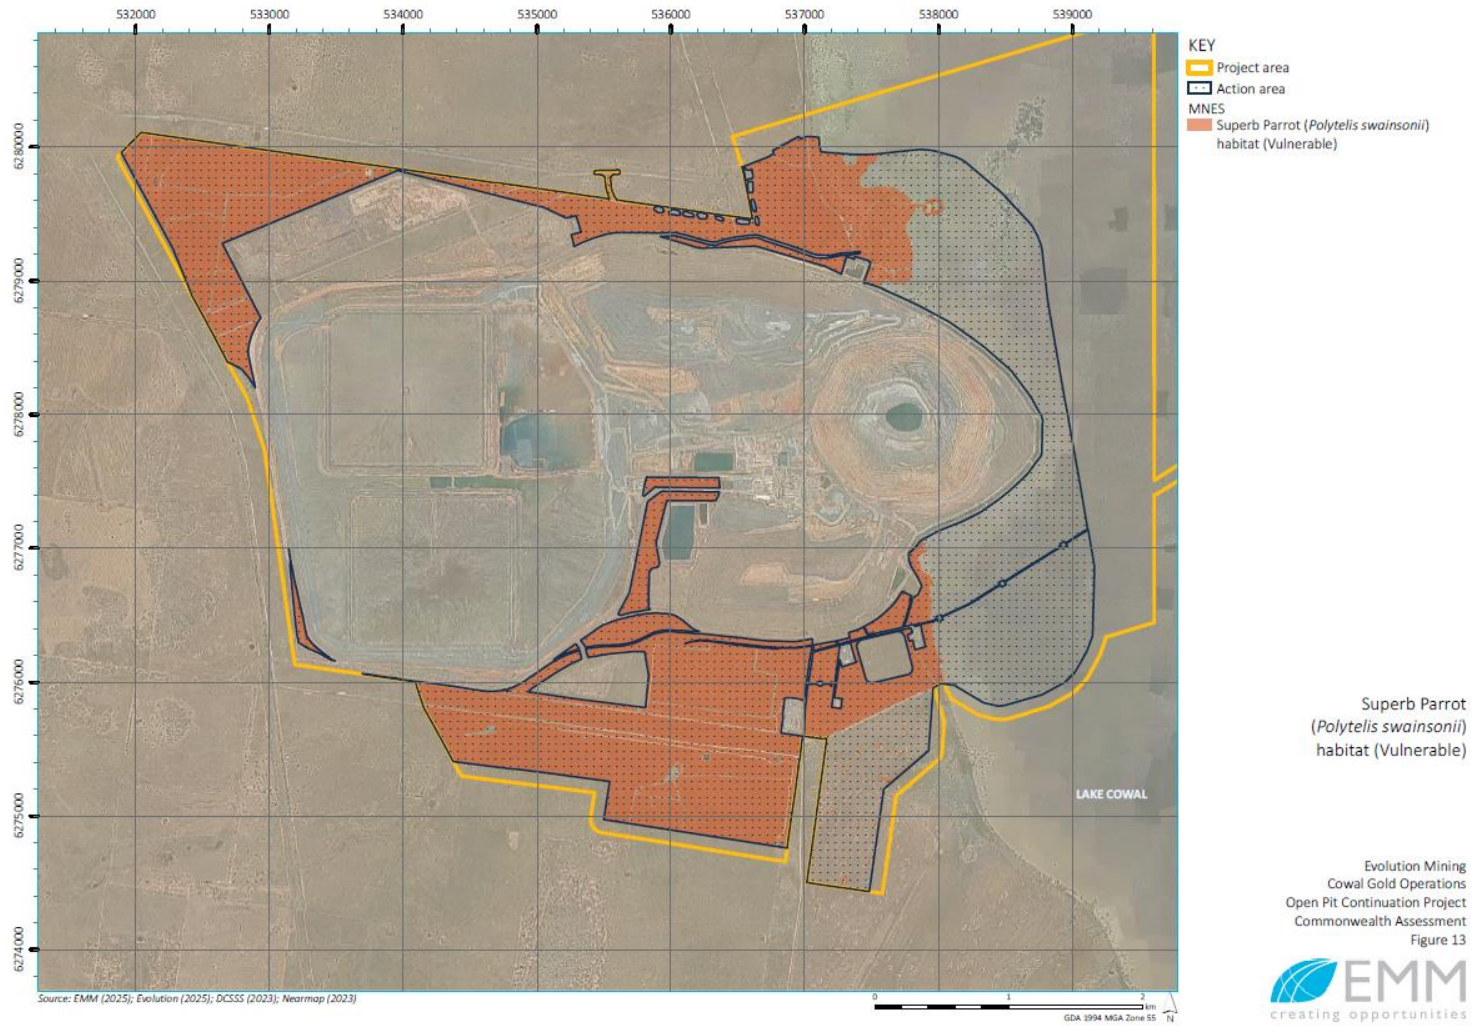 532000 533000 534000 535000 536000 537000 538000 539000
6280000
6279000
6278000
6277000
6276000
6275000
6274000
KEY
Project area
Action area
MNES
Superb Parrot (Polytelis swainsonii)
habitat (Vulnerable)
LAKE COWAL
Superb Parrot
(Polytelis swainsonii)
habitat (Vulnerable)
Evolution Mining
Cowal Gold Operations
Open Pit Continuation Project
Commonwealth Assessment
Figure 13
EMM
creating opportunities
Source: EMM (2025); Evolution (2025); DCSSS (2023); Nearmap (2023)
0 1 2
km
GDA 1994 MGA Zone 55
N